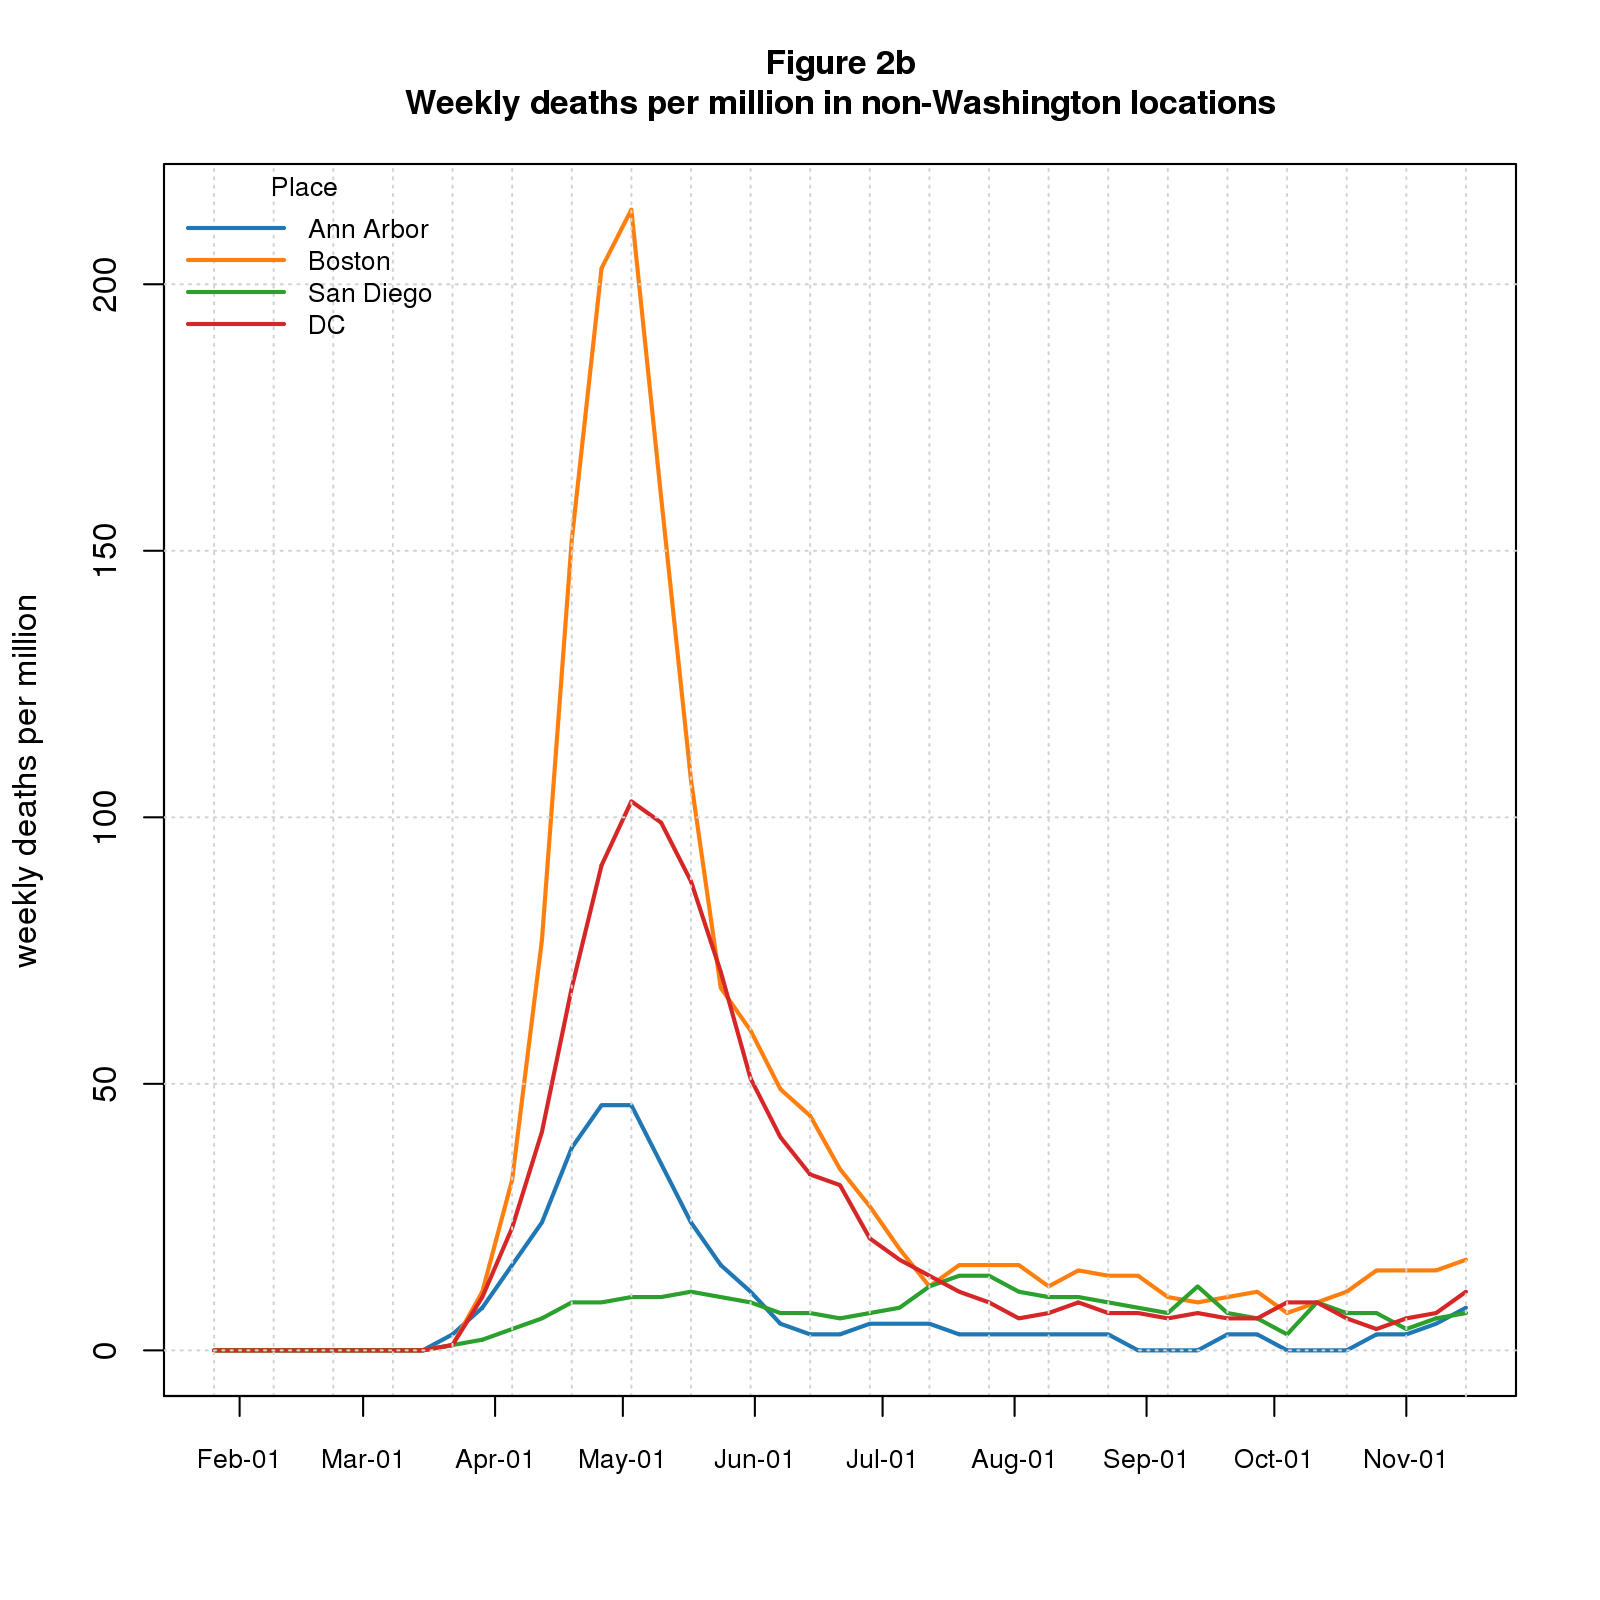 Figure 2b
Weekly deaths per million in non-Washington locations
Place
Ann Arbor
Boston
San Diego
DC
weekly deaths per million
200
150
100
50
0
Feb-01 Mar-01 Apr-01 May-01 Jun-01 Jul-01 Aug-01 Sep-01 Oct-01 Nov-01